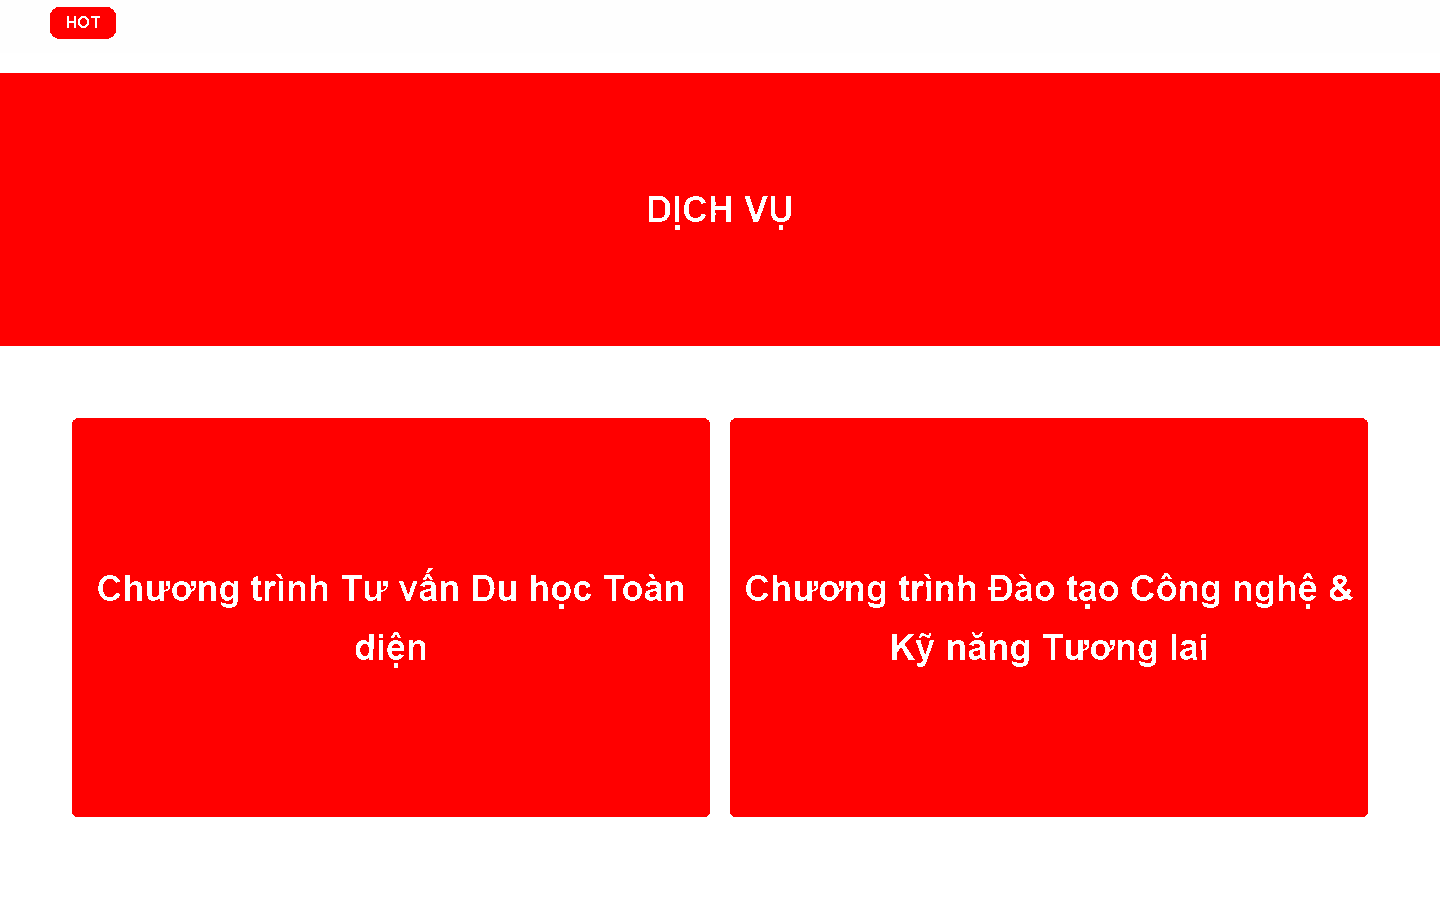 HOT
DỊCH VỤ
Chương trình Tư vấn Du học Toàn
diện
Chương trình Đào tạo Công nghệ &
Kỹ năng Tương lai